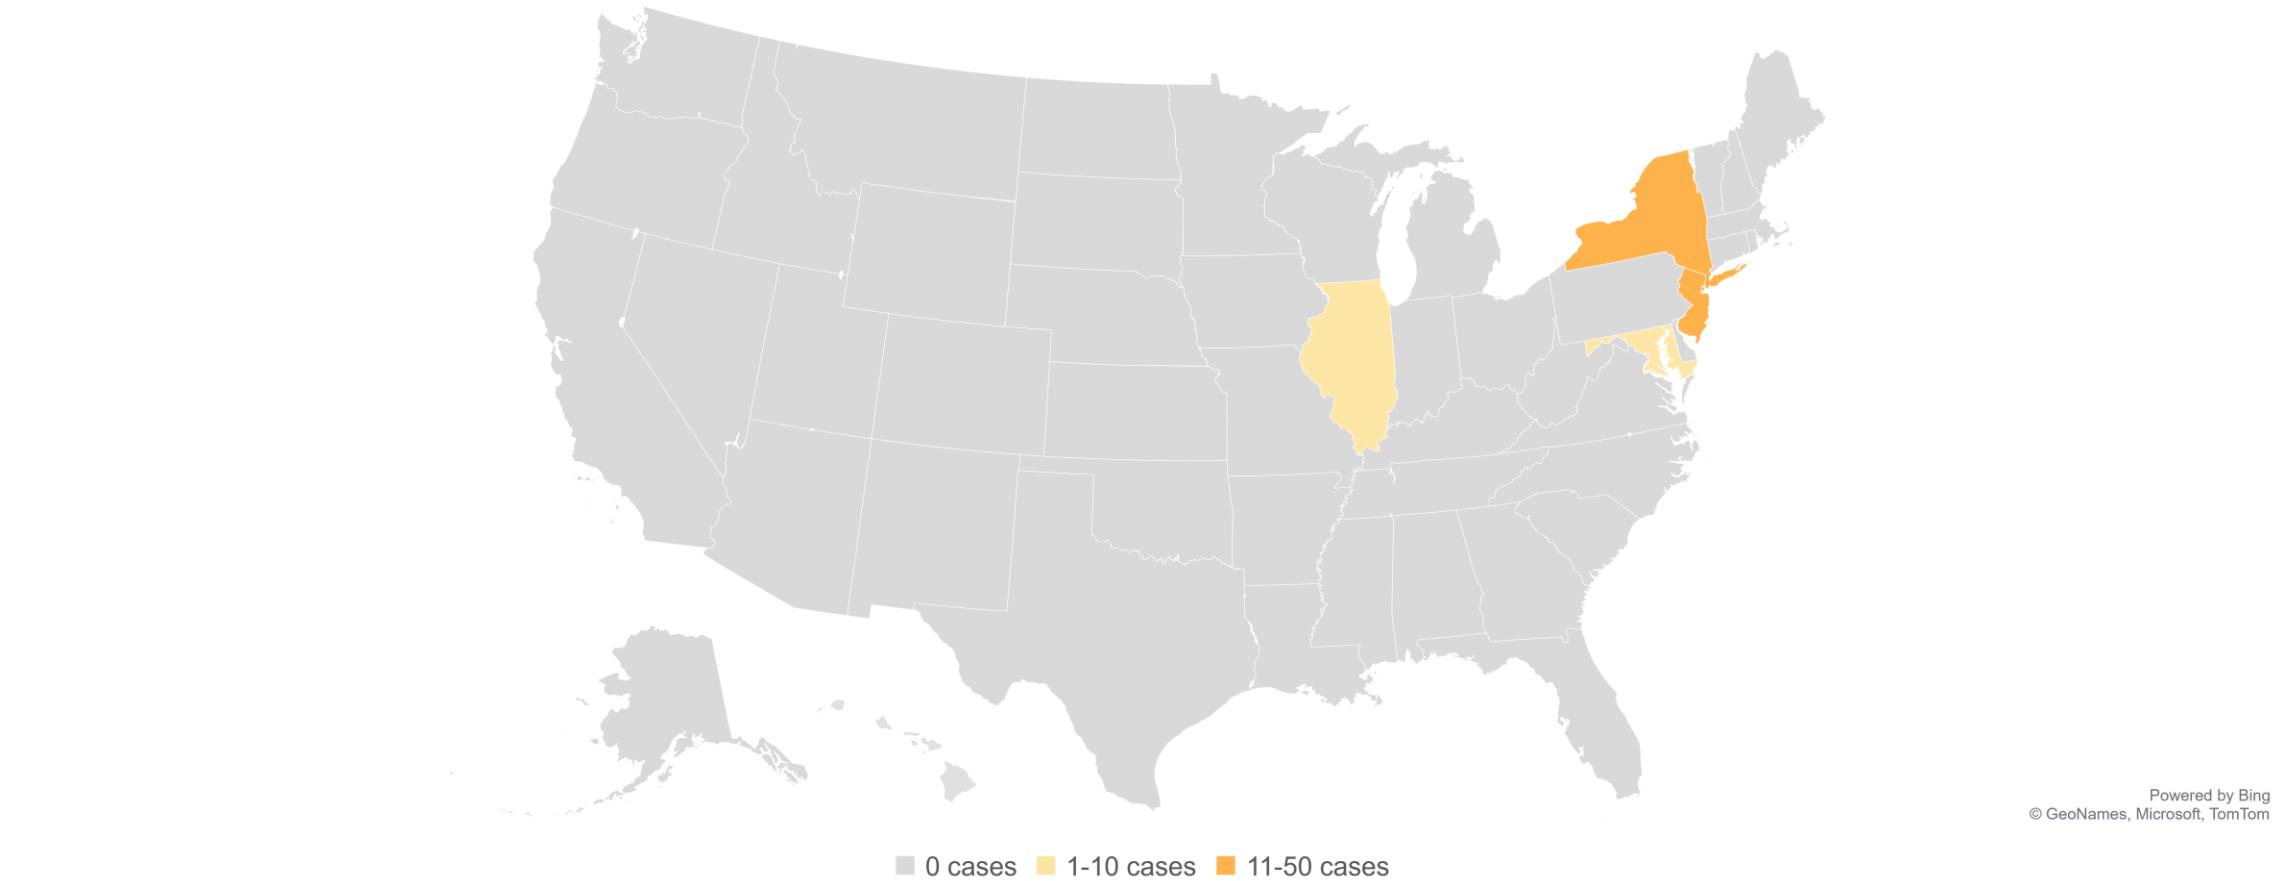 Powered by Bing
© GeoNames, Microsoft, TomTom
0 cases 1-10 cases 11-50 cases